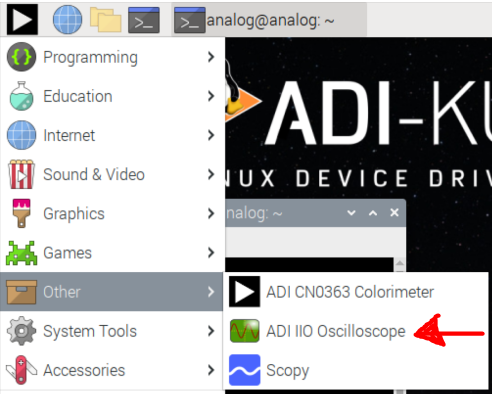 analog@analog: ~
Programming
Education
Internet
Sound & Video
Graphics
Games
Other
System Tools
Accessories
ADI-KU
NUX DEVICE DRIV
nalog: ~
ADI CN0363 Colorimeter
ADI IIO Oscilloscope
Scopy